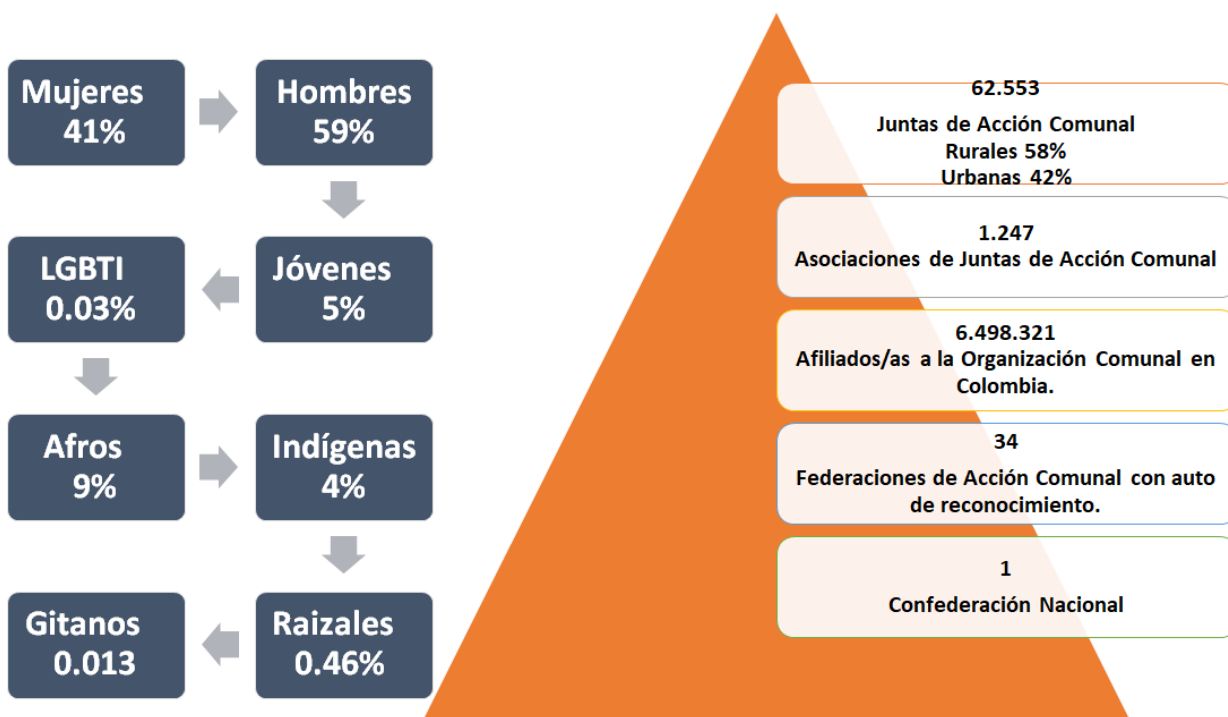 Mujeres
41%
Hombres
59%
LGBTI
0.03%
Jóvenes
5%
Afros
9%
Indígenas
4%
Gitanos
0.013
Raizales
0.46%
62.553
Juntas de Acción Comunal
Rurales 58%
Urbanas 42%
1.247
Asociaciones de Juntas de Acción Comunal
6.498.321
Afiliados/as a la Organización Comunal en
Colombia.
34
Federaciones de Acción Comunal con auto
de reconocimiento.
1
Confederación Nacional